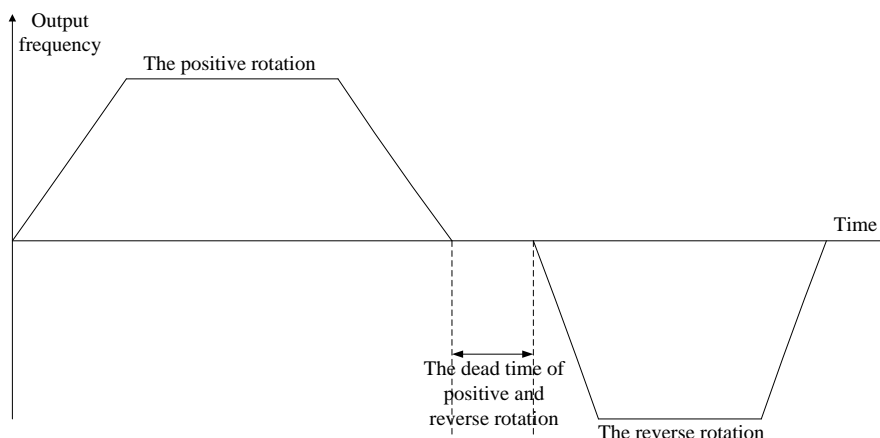 Output
frequency
The positive rotation
Time
The dead time of
positive and
reverse rotation
The reverse rotation